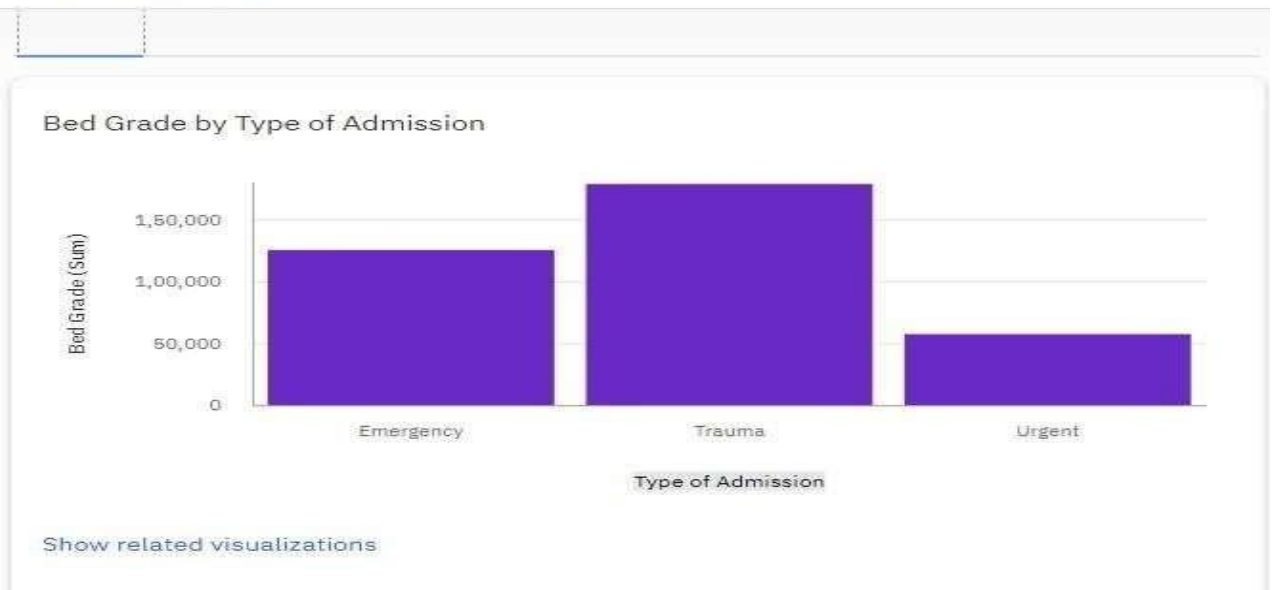 Bed Grade by Type of Admission
Bed Grade (Sum)
1,50,000
1,00,000
50,000
0
Emergency Trauma Urgent
Type of Admission
Show related visualizations